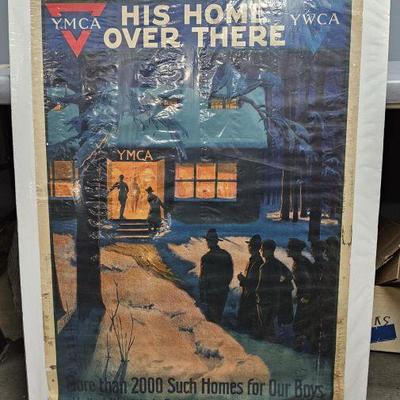 YMCA
HIS HOME
OVER THERE
YWCA
YMCA
More than 2000 Such Homes for Our Boys